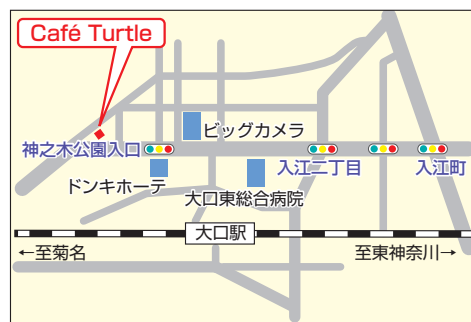 Café Turtle
ビッグカメラ
神之木公園入口
入江二丁目
入江町
ドンキホーテ
大口東総合病院
大口駅
←至菊名
至東神奈川→